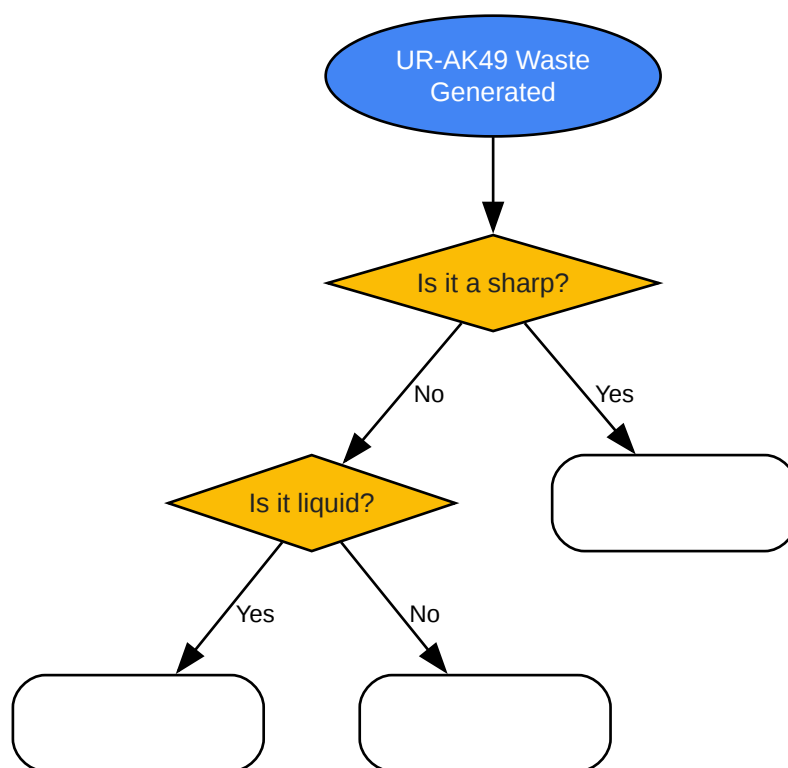 UR-AK49 Waste
Generated
Is it a sharp?
No
Yes
Is it liquid?
Yes
No